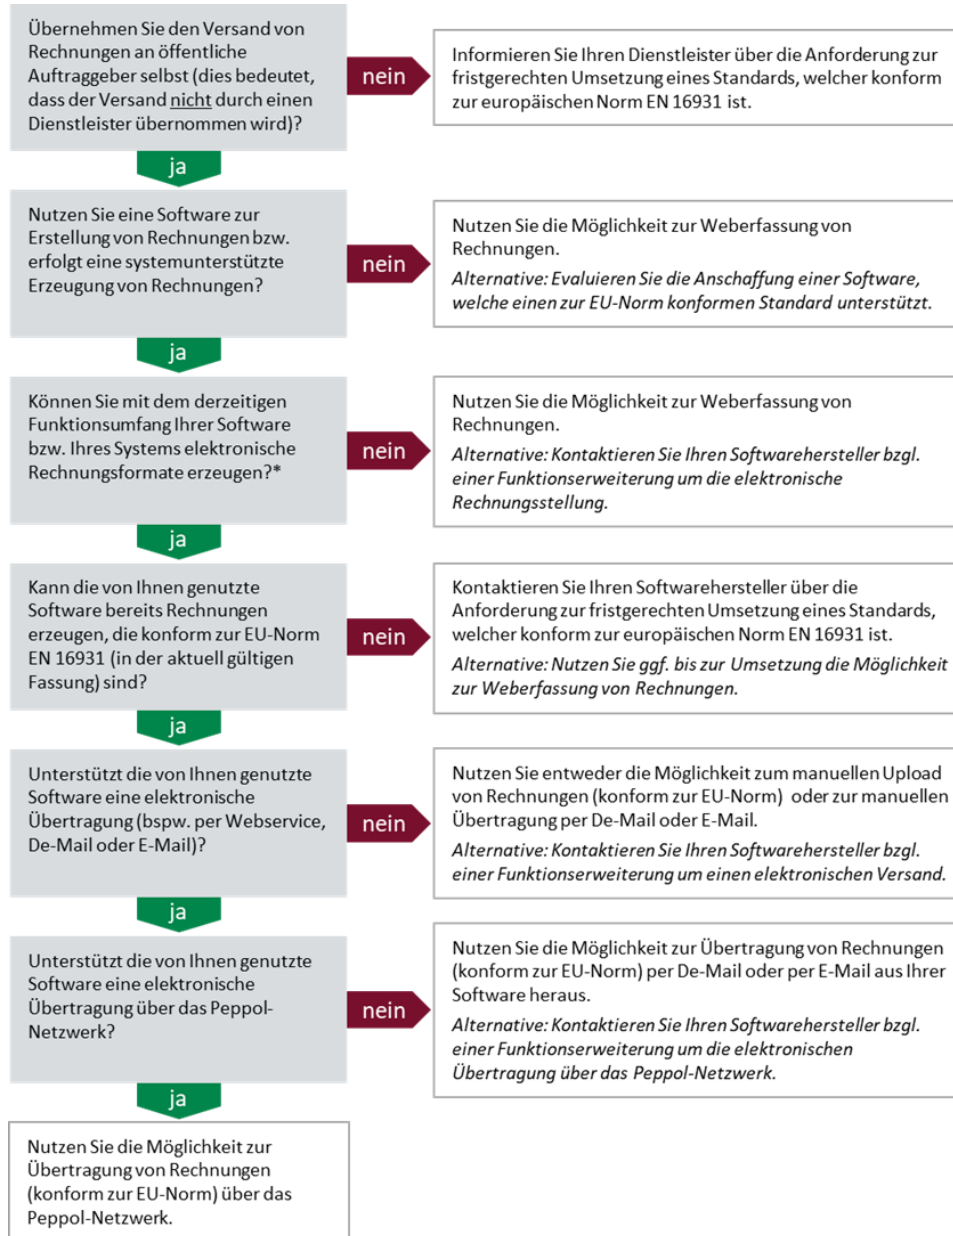 Übernehmen Sie den Versand von
Rechnungen an öffentliche
Auftraggeber selbst (dies bedeutet,
dass der Versand nicht durch einen
Dienstleister übernommen wird)?
nein
Informieren Sie Ihren Dienstleister über die Anforderung zur
fristgerechten Umsetzung eines Standards, welcher konform
zur europäischen Norm EN 16931 ist.
ja
Nutzen Sie eine Software zur
Erstellung von Rechnungen bzw.
erfolgt eine systemunterstützte
Erzeugung von Rechnungen?
nein
Nutzen Sie die Möglichkeit zur Weberfassung von
Rechnungen.
Alternative: Evaluieren Sie die Anschaffung einer Software,
welche einen zur EU-Norm konformen Standard unterstützt.
ja
Können Sie mit dem derzeitigen
Funktionsumfang Ihrer Software
bzw. Ihres Systems elektronische
Rechnungsformate erzeugen?*
nein
Nutzen Sie die Möglichkeit zur Weberfassung von
Rechnungen.
Alternative: Kontaktieren Sie Ihren Softwarehersteller bzgl.
einer Funktionserweiterung um die elektronische
Rechnungsstellung.
ja
Kann die von Ihnen genutzte
Software bereits Rechnungen
erzeugen, die konform zur EU-Norm
EN 16931 (in der aktuell gültigen
Fassung) sind?
nein
Kontaktieren Sie Ihren Softwarehersteller über die
Anforderung zur fristgerechten Umsetzung eines Standards,
welcher konform zur europäischen Norm EN 16931 ist.
Alternative: Nutzen Sie ggf. bis zur Umsetzung die Möglichkeit
zur Weberfassung von Rechnungen.
ja
Unterstützt die von Ihnen genutzte
Software eine elektronische
Übertragung (bspw. per Webservice,
De-Mail oder E-Mail)?
nein
Nutzen Sie entweder die Möglichkeit zum manuellen Upload
von Rechnungen (konform zur EU-Norm) oder zur manuellen
Übertragung per De-Mail oder E-Mail.
Alternative: Kontaktieren Sie Ihren Softwarehersteller bzgl.
einer Funktionserweiterung um einen elektronischen Versand.
ja
Unterstützt die von Ihnen genutzte
Software eine elektronische
Übertragung über das Peppol-
Netzwerk?
nein
Nutzen Sie die Möglichkeit zur Übertragung von Rechnungen
(konform zur EU-Norm) per De-Mail oder per E-Mail aus Ihrer
Software heraus.
Alternative: Kontaktieren Sie Ihren Softwarehersteller bzgl.
einer Funktionserweiterung um die elektronischen
Übertragung über das Peppol-Netzwerk.
ja
Nutzen Sie die Möglichkeit zur
Übertragung von Rechnungen
(konform zur EU-Norm) über das
Peppol-Netzwerk.